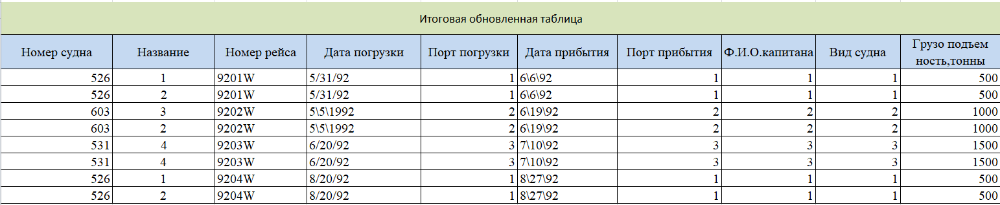 Итоговая обновленная таблица
Номер судна Название Номер рейса Дата погрузки Порт погрузки Дата прибытия Порт прибытия Ф.И.О.капитана Вид судна Грузо подъем
ность,тонны
526 1 9201W 5/31/92 1 6\6\92 1 1 1 500
526 2 9201W 5/31/92 1 6\6\92 1 1 1 500
603 3 9202W 5\5\1992 2 6\19\92 2 2 2 1000
603 2 9202W 5\5\1992 2 6\19\92 2 2 2 1000
531 4 9203W 6/20/92 3 7\10\92 3 3 3 1500
531 4 9203W 6/20/92 3 7\10\92 3 3 3 1500
526 1 9204W 8/20/92 1 8\27\92 1 1 1 500
526 2 9204W 8/20/92 1 8\27\92 1 1 1 500